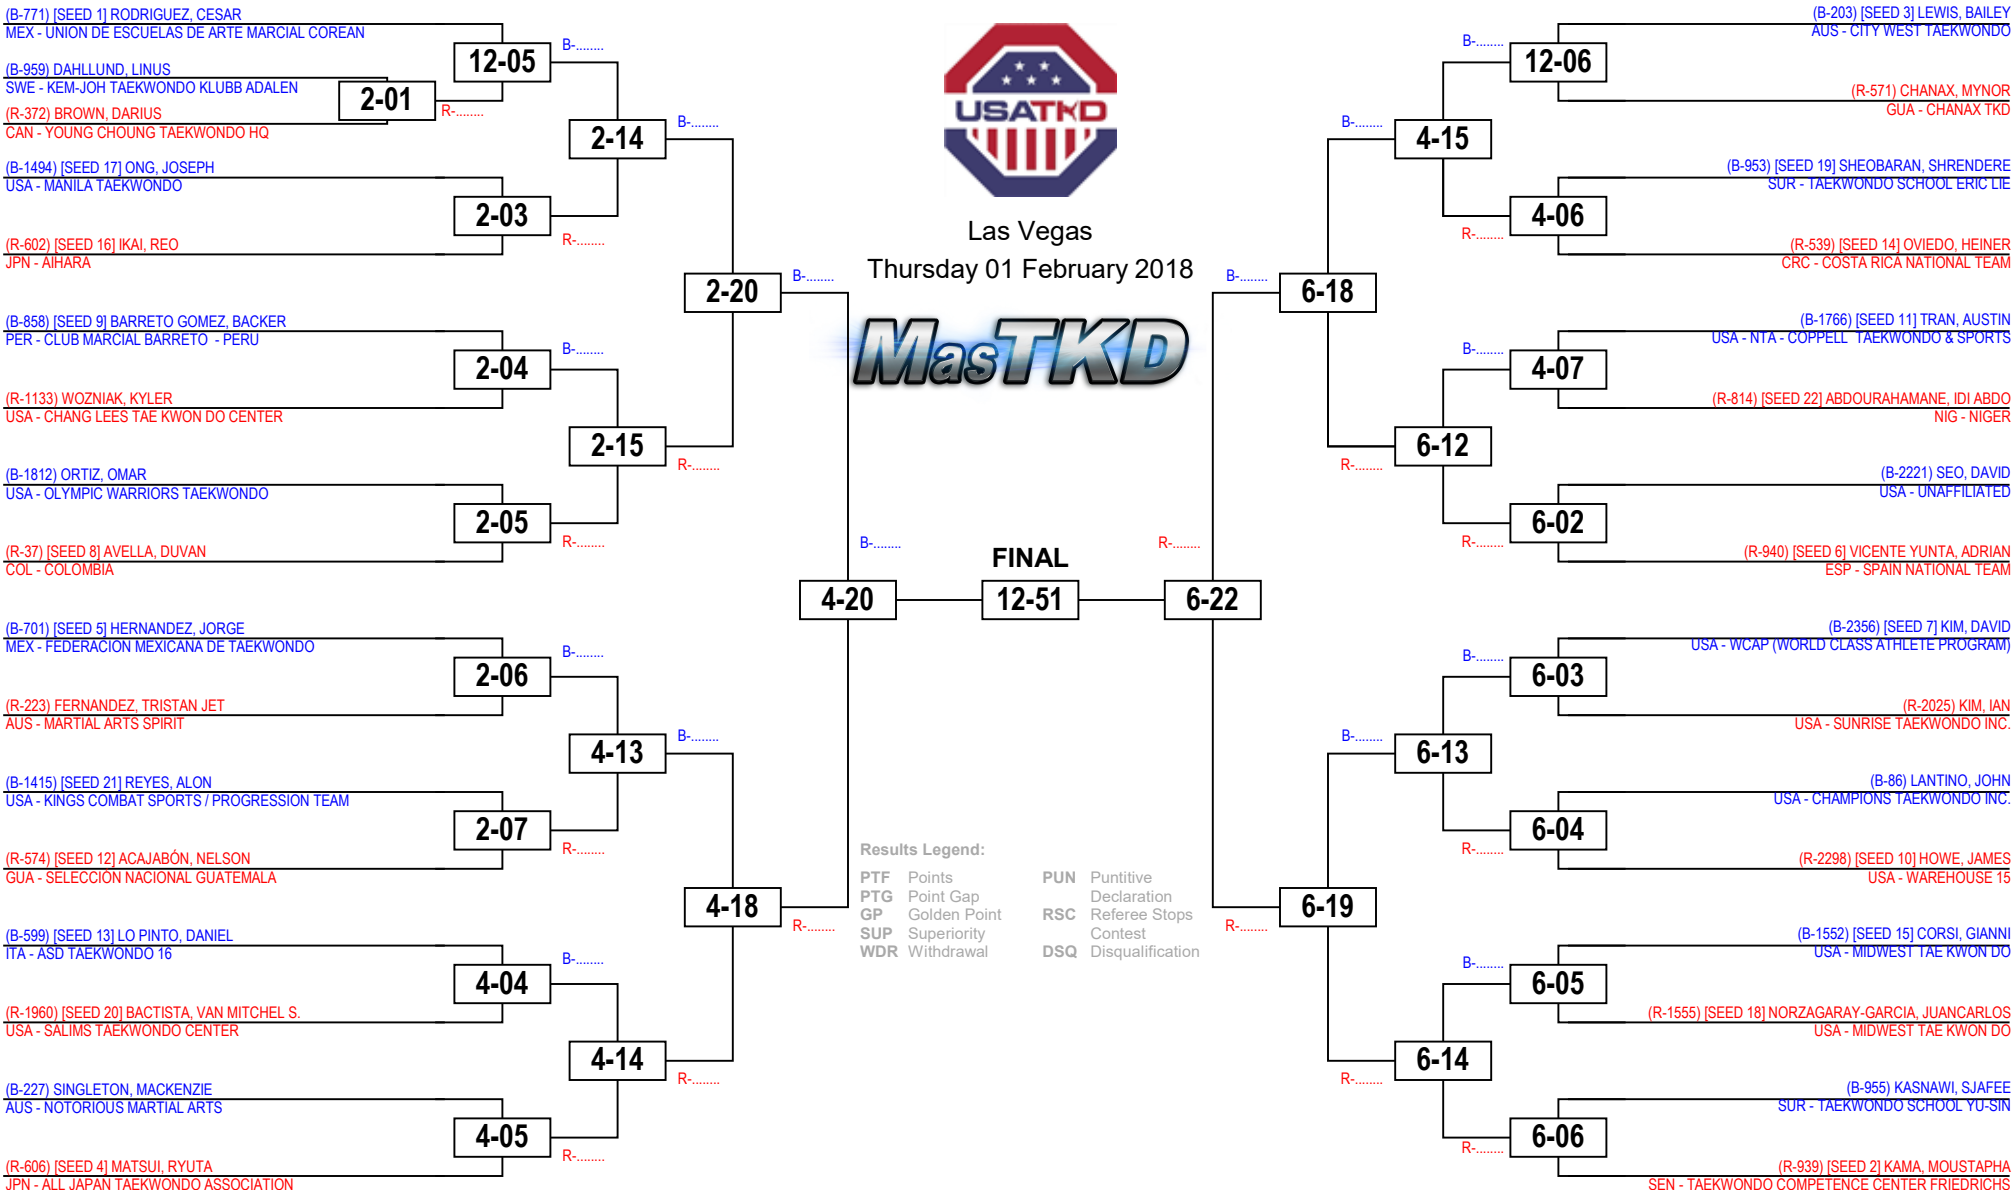 (B-771) [SEED 1] RODRIGUEZ, CESAR
MEX - UNION DE ESCUELAS DE ARTE MARCIAL COREAN
12-05
B-........
(B-959) DAHLLUND, LINUS
SWE - KEM-JOH TAEKWONDO KLUBB ADALEN
2-01
R-........
(R-372) BROWN, DARIUS
CAN - YOUNG CHOUNG TAEKWONDO HQ
2-14
B-........
(B-1494) [SEED 17] ONG, JOSEPH
USA - MANILA TAEKWONDO
2-03
R-........
(R-602) [SEED 16] IKAI, REO
JPN - AIHARA
2-20
B-........
(B-858) [SEED 9] BARRETO GOMEZ, BACKER
PER - CLUB MARCIAL BARRETO - PERU
2-04
B-........
(R-1133) WOZNIAK, KYLER
USA - CHANG LEES TAE KWON DO CENTER
2-15
R-........
(B-1812) ORTIZ, OMAR
USA - OLYMPIC WARRIORS TAEKWONDO
2-05
R-........
(R-37) [SEED 8] AVELLA, DUVAN
COL - COLOMBIA
B-........
4-20
(B-701) [SEED 5] HERNANDEZ, JORGE
MEX - FEDERACION MEXICANA DE TAEKWONDO
2-06
B-........
(R-223) FERNANDEZ, TRISTAN JET
AUS - MARTIAL ARTS SPIRIT
4-13
B-........
(B-1415) [SEED 21] REYES, ALON
USA - KINGS COMBAT SPORTS / PROGRESSION TEAM
2-07
R-........
(R-574) [SEED 12] ACAJABÓN, NELSON
GUA - SELECCIÓN NACIONAL GUATEMALA
4-18
R-........
(B-599) [SEED 13] LO PINTO, DANIEL
ITA - ASD TAEKWONDO 16
4-04
B-........
(R-1960) [SEED 20] BACTISTA, VAN MITCHEL S.
USA - SALIMS TAEKWONDO CENTER
4-14
R-........
(B-227) SINGLETON, MACKENZIE
AUS - NOTORIOUS MARTIAL ARTS
4-05
R-........
(R-606) [SEED 4] MATSUI, RYUTA
JPN - ALL JAPAN TAEKWONDO ASSOCIATION
USATKD
Las Vegas
Thursday 01 February 2018
MasTKD
FINAL
12-51
Results Legend:
PTF Points
PTG Point Gap
GP Golden Point
SUP Superiority
WDR Withdrawal
PUN Puntitive
Declaration
RSC Referee Stops
Contest
DSQ Disqualification
(B-203) [SEED 3] LEWIS, BAILEY
AUS - CITY WEST TAEKWONDO
B-........
12-06
(R-571) CHANAX, MYNOR
GUA - CHANAX TKD
B-........
4-15
(B-953) [SEED 19] SHEOBARAN, SHRENDERE
SUR - TAEKWONDO SCHOOL ERIC LIE
4-06
R-........
(R-539) [SEED 14] OVIEDO, HEINER
CRC - COSTA RICA NATIONAL TEAM
B-........
6-18
(B-1766) [SEED 11] TRAN, AUSTIN
USA - NTA - COPPELL TAEKWONDO & SPORTS
B-........
4-07
(R-814) [SEED 22] ABDOURAHAMANE, IDI ABDO
NIG - NIGER
6-12
R-........
(B-2221) SEO, DAVID
USA - UNAFFILIATED
6-02
R-........
(R-940) [SEED 6] VICENTE YUNTA, ADRIAN
ESP - SPAIN NATIONAL TEAM
R-........
6-22
(B-2356) [SEED 7] KIM, DAVID
USA - WCAP (WORLD CLASS ATHLETE PROGRAM)
B-........
6-03
(R-2025) KIM, IAN
USA - SUNRISE TAEKWONDO INC.
B-........
6-13
(B-86) LANTINO, JOHN
USA - CHAMPIONS TAEKWONDO INC.
6-04
R-........
(R-2298) [SEED 10] HOWE, JAMES
USA - WAREHOUSE 15
6-19
R-........
(B-1552) [SEED 15] CORSI, GIANNI
USA - MIDWEST TAE KWON DO
B-........
6-05
(R-1555) [SEED 18] NORZAGARAY-GARCIA, JUANCARLOS
USA - MIDWEST TAE KWON DO
6-14
R-........
(B-955) KASNAWI, SJAFEE
SUR - TAEKWONDO SCHOOL YU-SIN
R-........
6-06
(R-939) [SEED 2] KAMA, MOUSTAPHA
SEN - TAEKWONDO COMPETENCE CENTER FRIEDRICHS